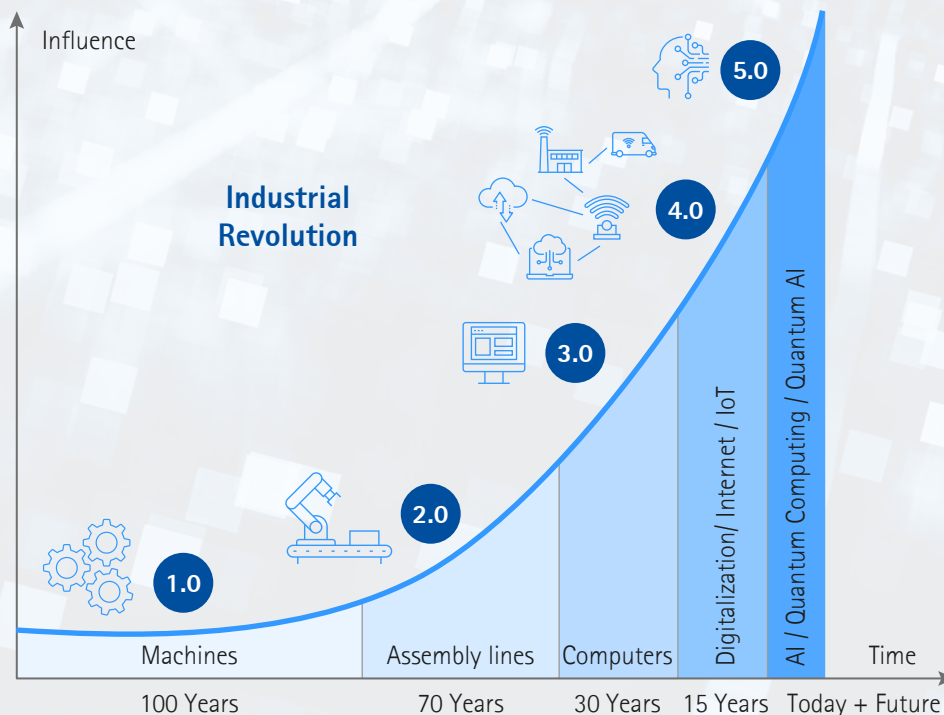 Influence
5.0
Industrial
Revolution
4.0
3.0
2.0
1.0
Machines
Assembly lines
Computers
Digitalization/ Internet / IoT
AI / Quantum Computing / Quantum AI
Time
100 Years
70 Years
30 Years
15 Years
Today + Future